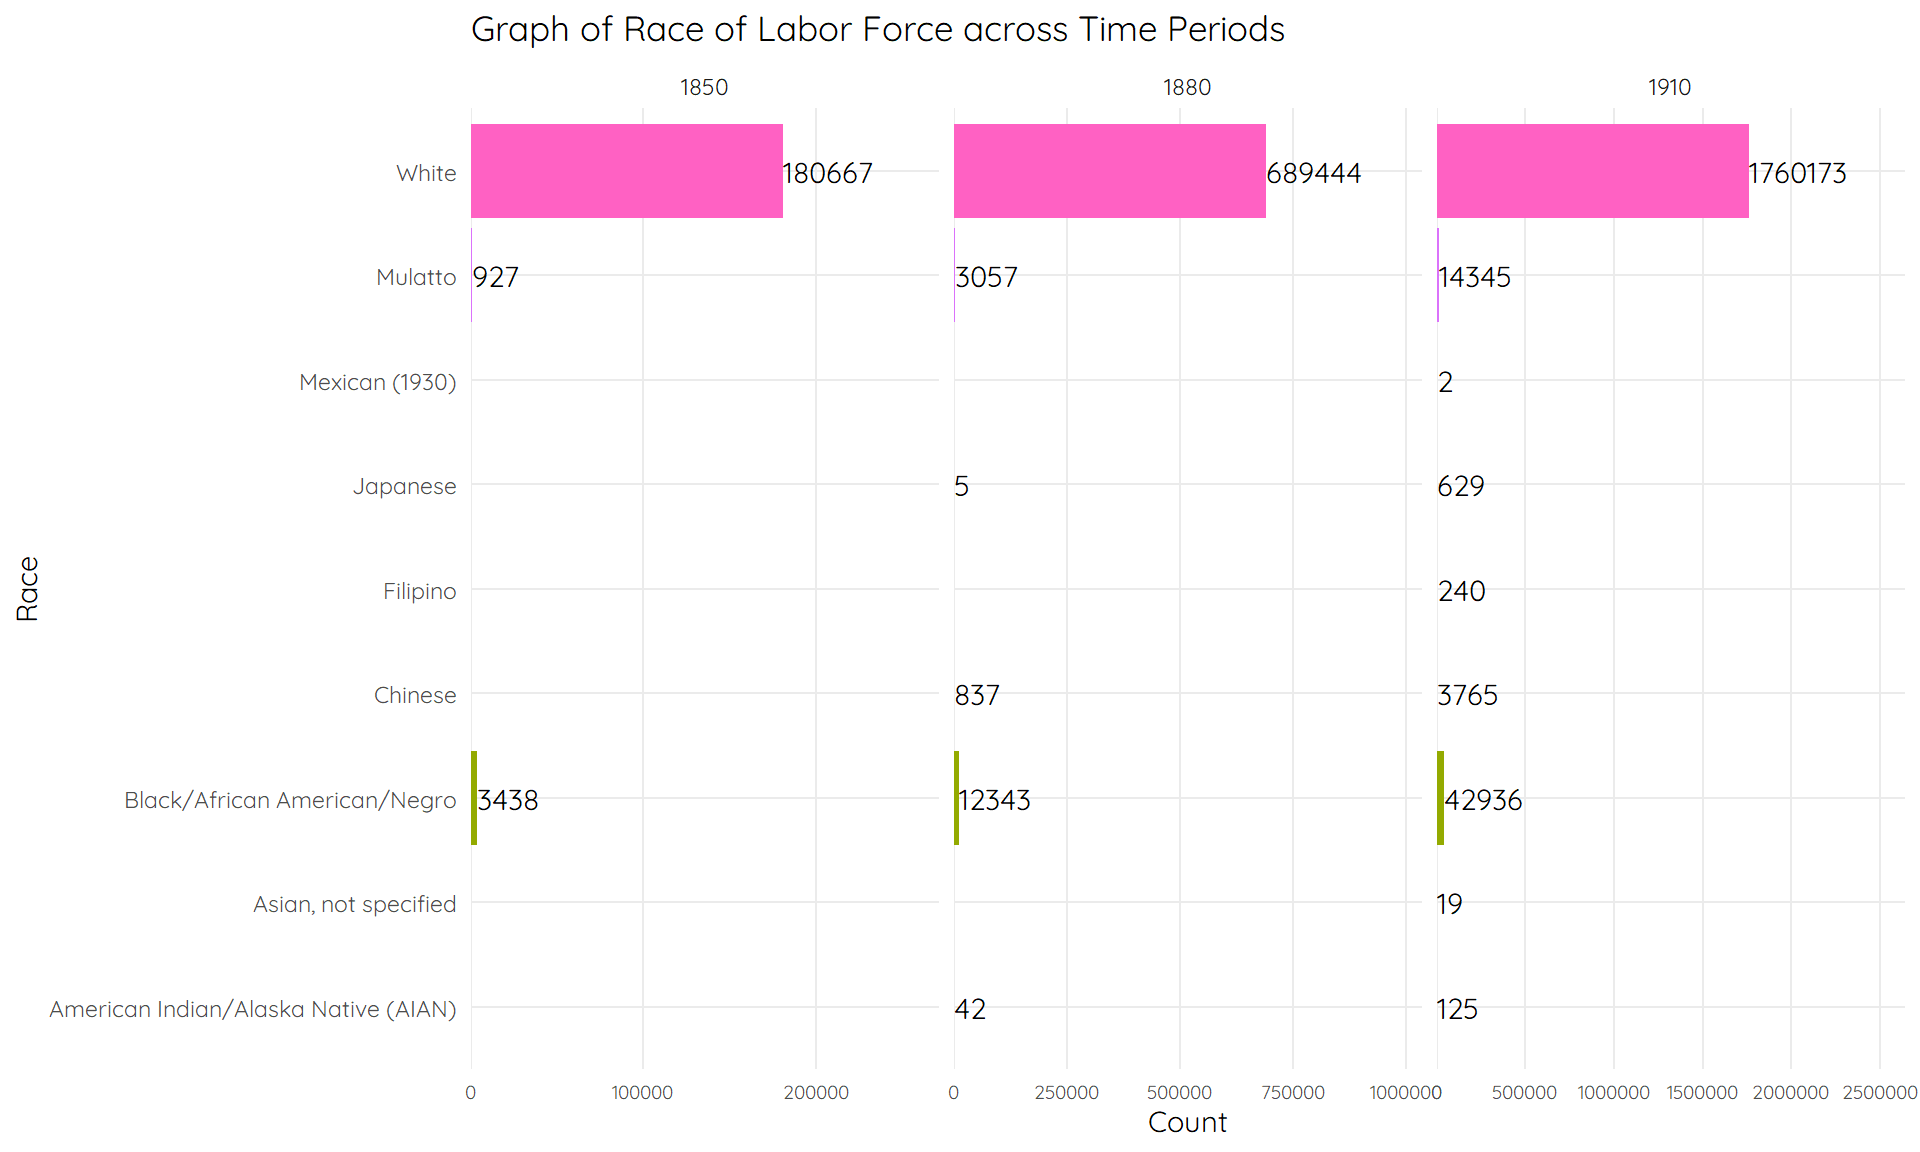 Graph of Race of Labor Force across Time Periods
1850 1880 1910
White 180667 689444 1760173
Mulatto 927 3057 14345
Mexican (1930) 2
Japanese 5 629
Filipino 240
Chinese 837 3765
Black/African American/Negro 3438 12343 42936
Asian, not specified 19
American Indian/Alaska Native (AIAN) 42 125
Race
0 100000 200000 0 250000 500000 750000 1000000 500000 1000000 1500000 2000000 2500000
Count